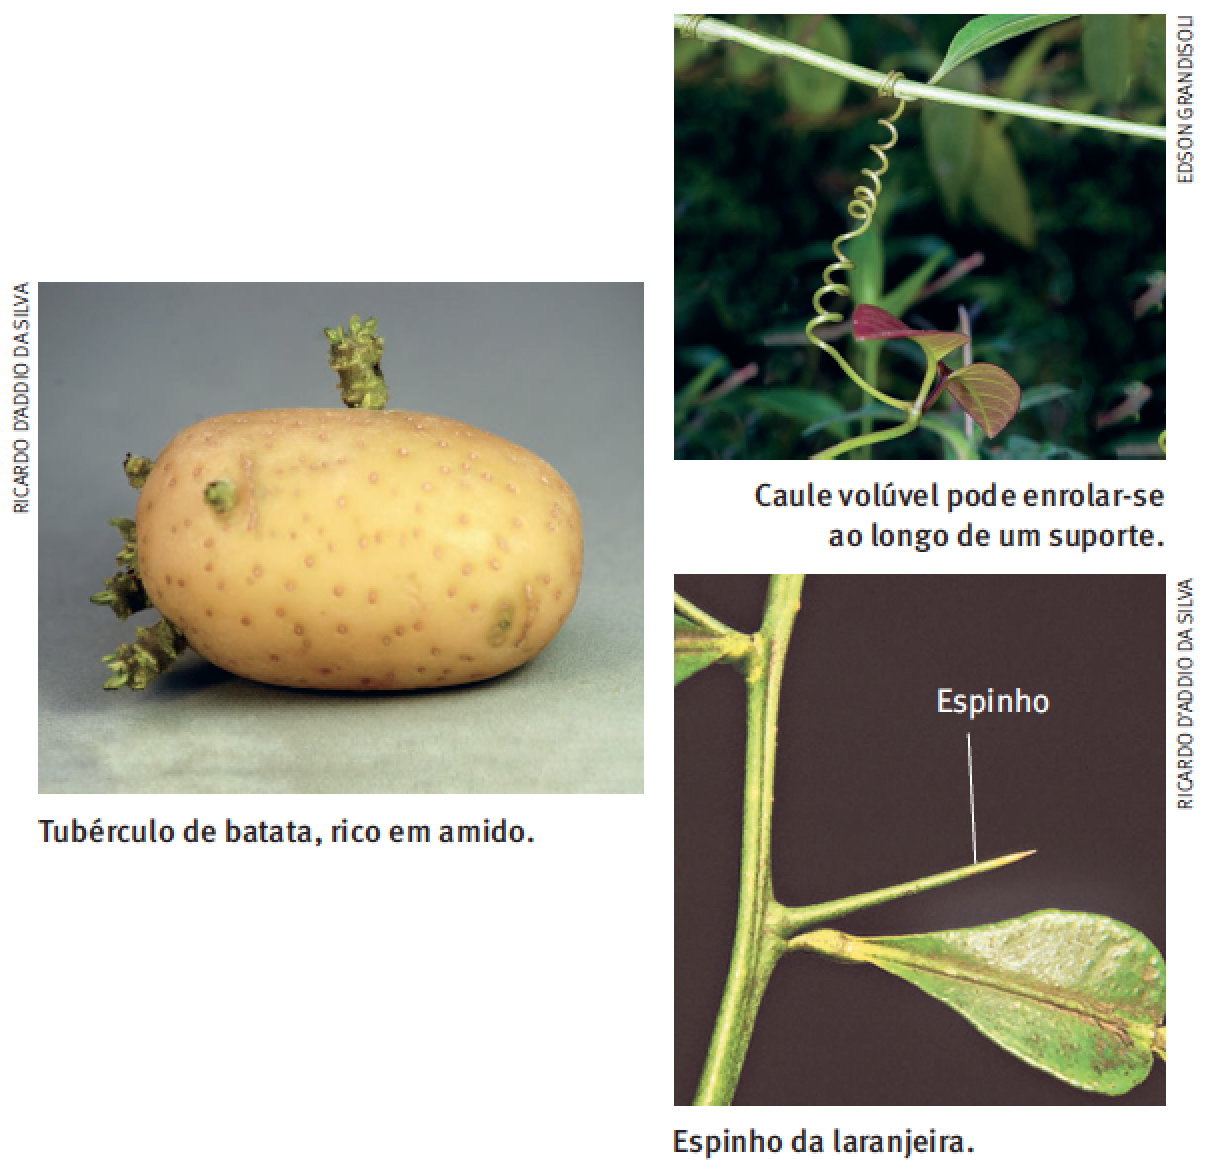 RICARDO D'ADDIO DA SILVA
Tubérculo de batata, rico em amido.
EDSON GRANDISOLI
Caule volúvel pode enrolar-se
ao longo de um suporte.
Espinho
RICARDO D'ADDIO DA SILVA
Espinho da laranjeira.